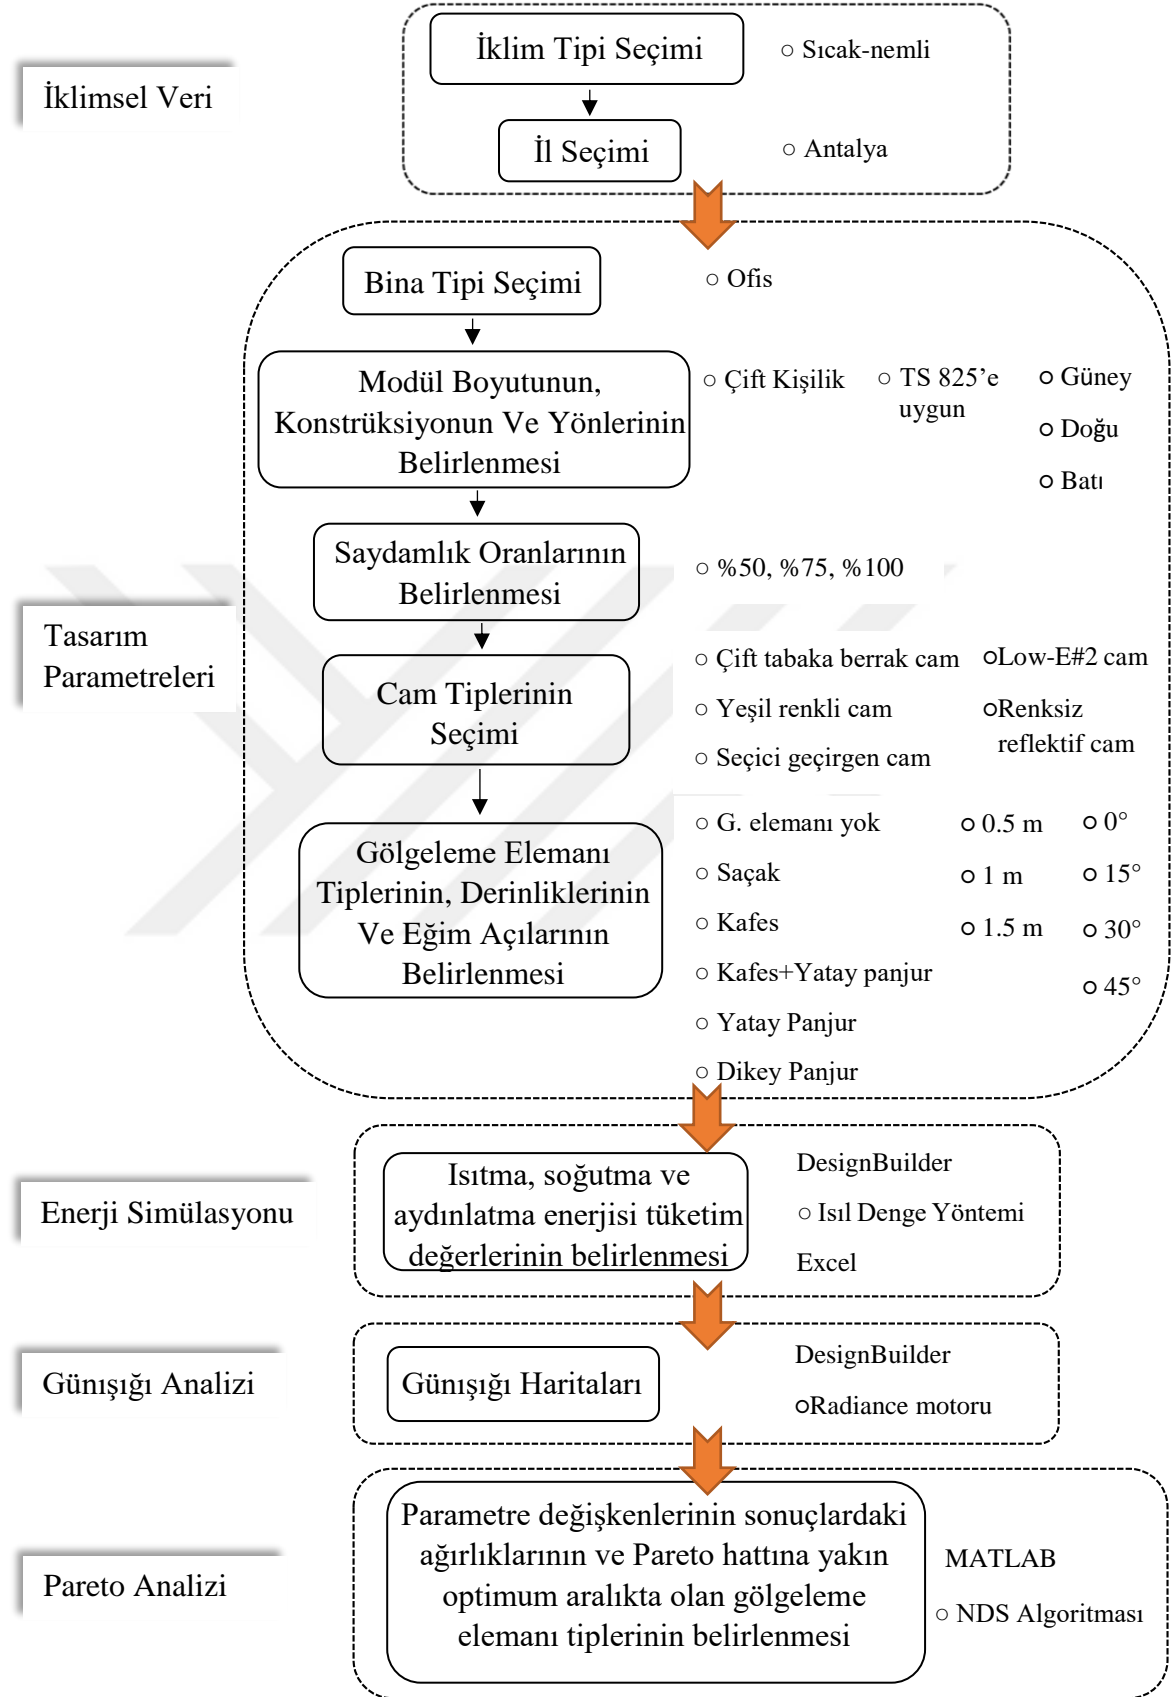 İklimsel Veri
İklim Tipi Seçimi
○ Sıcak-nemli
İl Seçimi
○ Antalya
Tasarım
Parametreleri
Bina Tipi Seçimi
○ Ofis
Modül Boyutunun,
Konstrüksiyonun Ve Yönlerinin
Belirlenmesi
○ Çift Kişilik
○ TS 825’e
uygun
○ Güney
○ Doğu
○ Batı
Saydamlık Oranlarının
Belirlenmesi
○ %50, %75, %100
Cam Tiplerinin
Seçimi
○ Çift tabaka berrak cam
○ Yeşil renkli cam
○ Seçici geçirgen cam
○Low-E#2 cam
○Renksiz
reflektif cam
Gölgeleme Elemanı
Tiplerinin, Derinliklerinin
Ve Eğim Açılarının
Belirlenmesi
○ G. elemanı yok
○ Saçak
○ Kafes
○ Kafes+Yatay panjur
○ Yatay Panjur
○ Dikey Panjur
○ 0.5 m
○ 1 m
○ 1.5 m
○ 0°
○ 15°
○ 30°
○ 45°
Enerji Simülasyonu
Isıtma, soğutma ve
aydınlatma enerjisi tüketim
değerlerinin belirlenmesi
DesignBuilder
○ Isıl Denge Yöntemi
Excel
Günışığı Analizi
Günışığı Haritaları
DesignBuilder
○Radiance motoru
Pareto Analizi
Parametre değişkenlerinin sonuçlardaki
ağırlıklarının ve Pareto hattına yakın
optimum aralıkta olan gölgeleme
elemanı tiplerinin belirlenmesi
MATLAB
○ NDS Algoritması